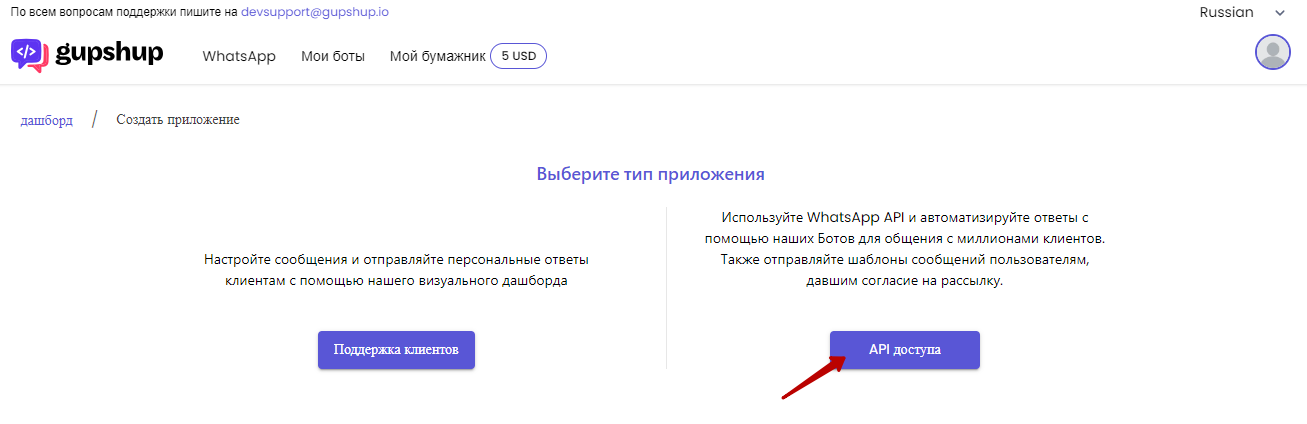 По всем вопросам поддержки пишите на devsupport@gupshup.io
Russian
</> gupshup
WhatsApp
Мои боты
Мой бумажник 5 USD
дашборд / Создать приложение
Выберите тип приложения
Настройте сообщения и отправляйте персональные ответы
клиентам с помощью нашего визуального дашборда
Поддержка клиентов
Используйте WhatsApp API и автоматизируйте ответы с
помощью наших Ботов для общения с миллионами клиентов.
Также отправляйте шаблоны сообщений пользователям,
давшим согласие на рассылку.
API доступа